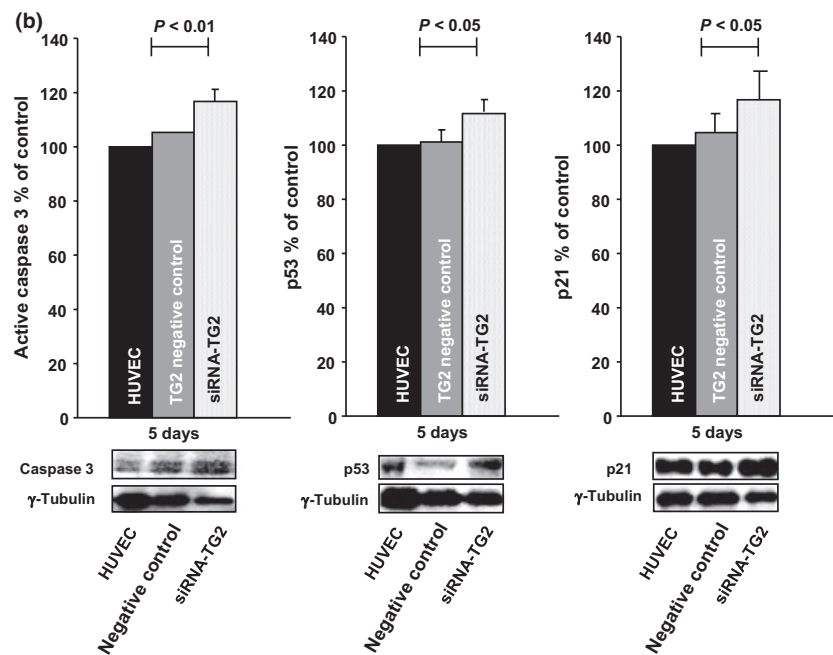 (b)
P < 0.01
140
120
100
80
60
40
20
0
Active caspase 3 % of control
HUVEC
TG2 negative control
siRNA-TG2
5 days
Caspase 3
γ-Tubulin
HUVEC
Negative control
siRNA-TG2
P < 0.05
140
120
100
80
60
40
20
0
p53 % of control
HUVEC
TG2 negative control
siRNA-TG2
5 days
p53
γ-Tubulin
HUVEC
Negative control
siRNA-TG2
P < 0.05
140
120
100
80
60
40
20
0
p21 % of control
HUVEC
TG2 negative control
siRNA-TG2
5 days
p21
γ-Tubulin
HUVEC
Negative control
siRNA-TG2